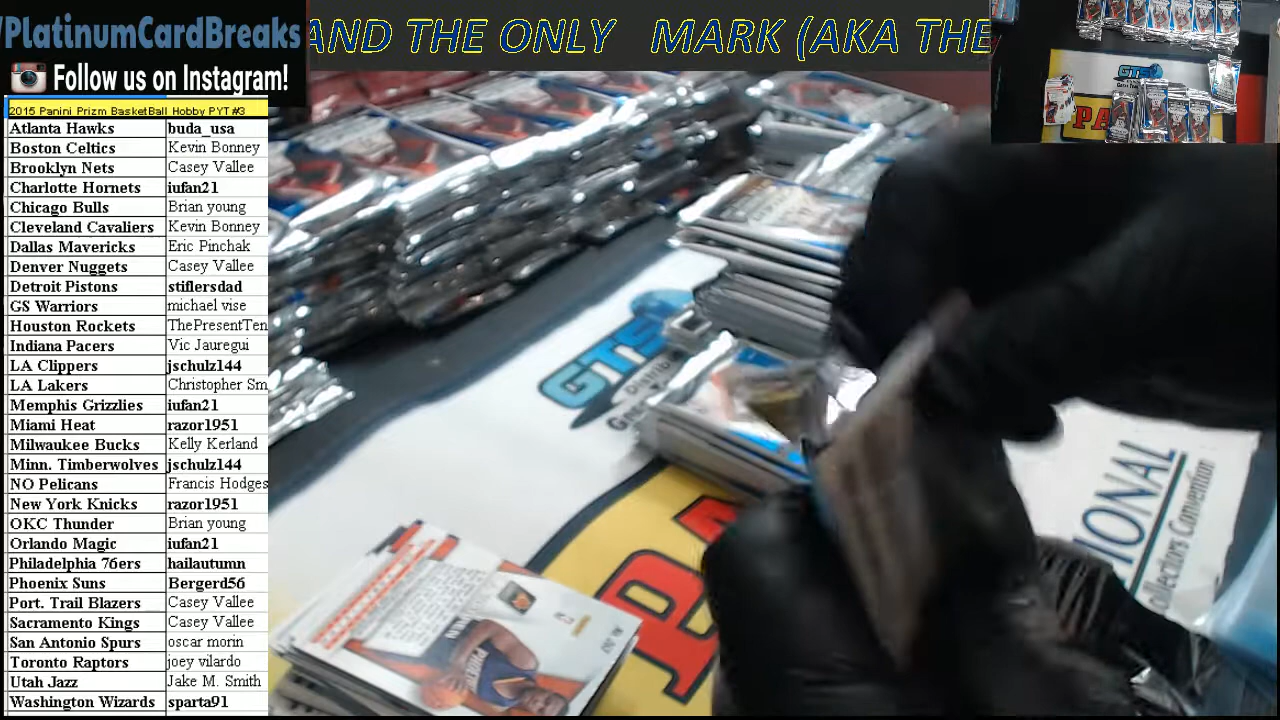 /PlatinumCardBreaks
AND THE ONLY MARK (AKA THE
Follow us on Instagram!
2015 Panini Prizm BasketBall Hobby PYT #3
Atlanta Hawks buda_usa
Boston Celtics Kevin Bonney
Brooklyn Nets Casey Vallee
Charlotte Hornets iufan21
Chicago Bulls Brian young
Cleveland Cavaliers Kevin Bonney
Dallas Mavericks Eric Pinchak
Denver Nuggets Casey Vallee
Detroit Pistons stiflersdad
GS Warriors michael vise
Houston Rockets ThePresentTen
Indiana Pacers Vic Jauregui
LA Clippers jschulz144
LA Lakers Christopher Sm
Memphis Grizzlies iufan21
Miami Heat razor1951
Milwaukee Bucks Kelly Kerland
Minn. Timberwolves jschulz144
NO Pelicans Francis Hodges
New York Knicks razor1951
OKC Thunder Brian young
Orlando Magic iufan21
Philadelphia 76ers hailautumn
Phoenix Suns Bergerd56
Port. Trail Blazers Casey Vallee
Sacramento Kings Casey Vallee
San Antonio Spurs oscar morin
Toronto Raptors joey vilardo
Utah Jazz Jake M. Smith
Washington Wizards sparta91
GTS
PA
IONAL
ollectors Convention